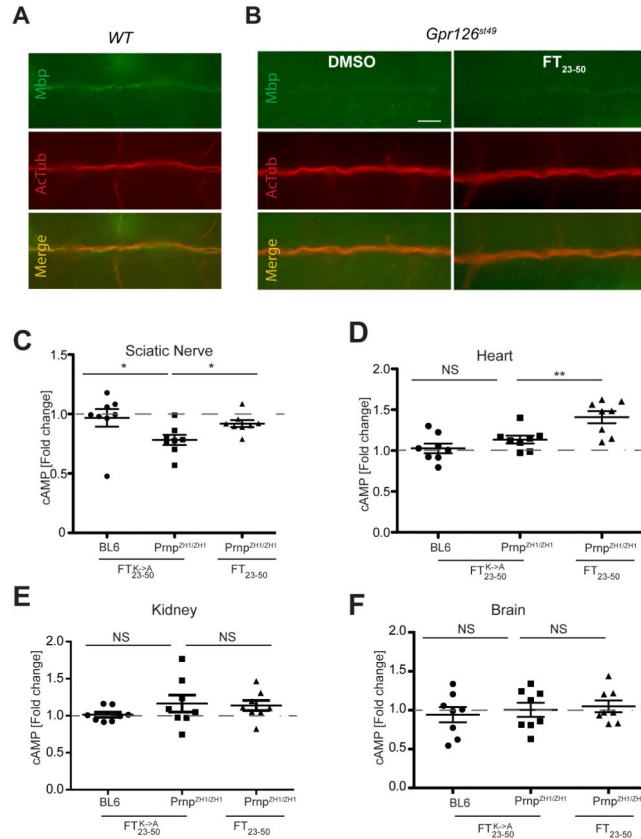 A
B
WT
Gpr126st49
DMSO
FT23-50
Mbp
AcTub
Merge
Mbp
AcTub
Merge
C
Sciatic Nerve
cAMP [Fold change]
1.5
1.0
0.5
0
* *
BL6 PrnpZH1/ZH1 PrnpZH1/ZH1
FTK->A23-50 FT23-50
D
Heart
cAMP [Fold change]
2.0
1.5
1.0
0.5
0
NS **
BL6 PrnpZH1/ZH1 PrnpZH1/ZH1
FTK->A23-50 FT23-50
E
Kidney
cAMP [Fold change]
2.0
1.5
1.0
0.5
0
NS NS
BL6 PrnpZH1/ZH1 PrnpZH1/ZH1
FTK->A23-50 FT23-50
F
Brain
cAMP [Fold change]
2.0
1.5
1.0
0.5
0
NS NS
BL6 PrnpZH1/ZH1 PrnpZH1/ZH1
FTK->A23-50 FT23-50